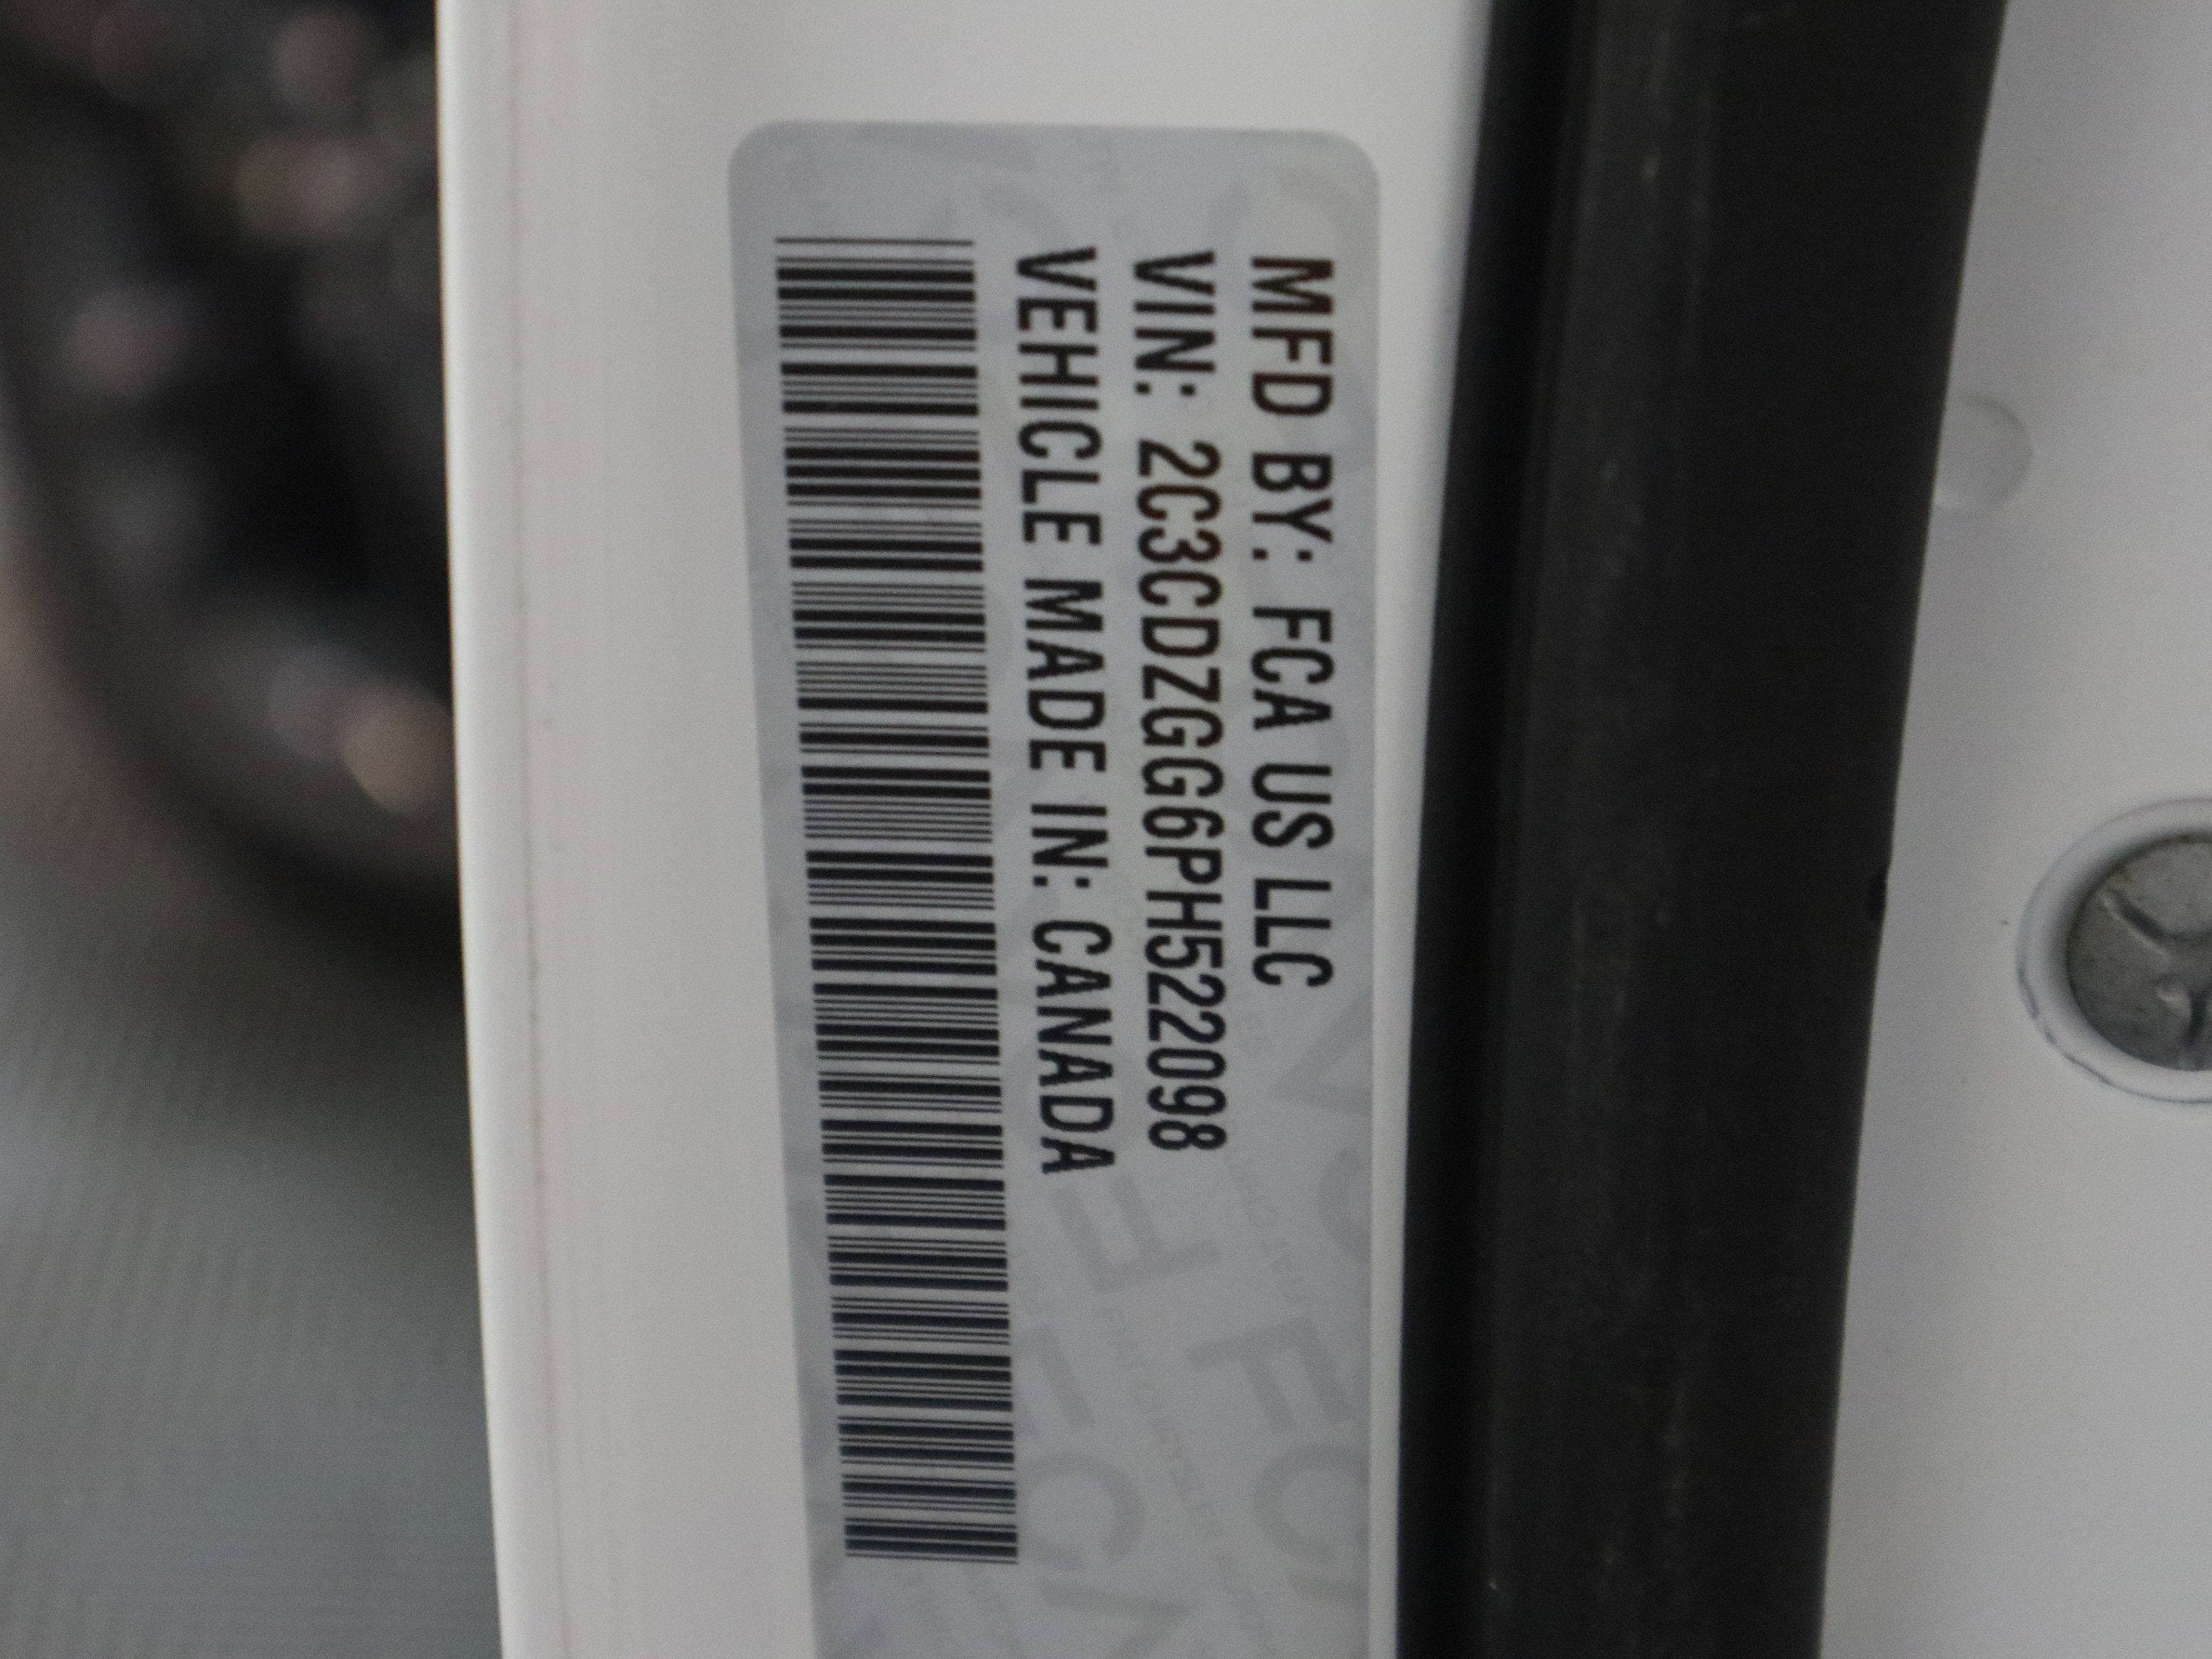 MFD BY: FCA US LLC
VIN: 2C3CDZGG6PH522098
VEHICLE MADE IN: CANADA